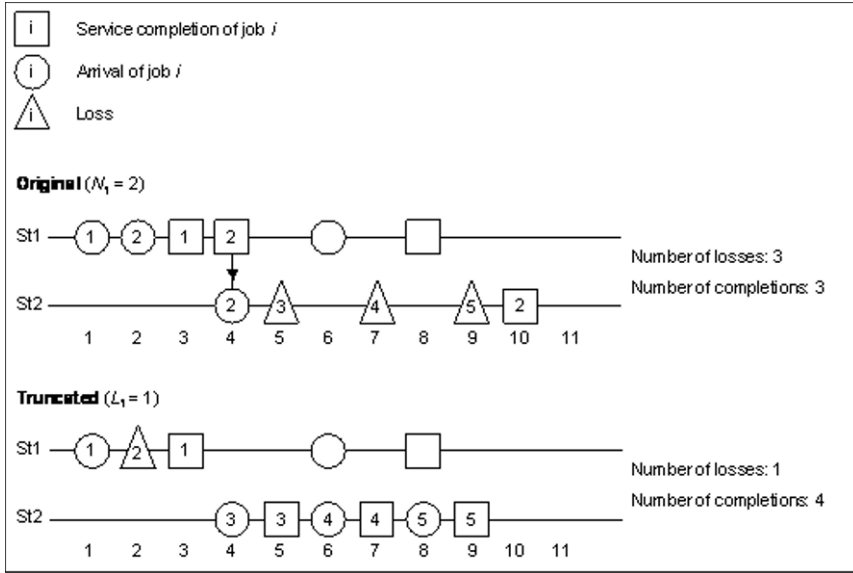 i Service completion of job i
i Arrival of job i
i Loss
Original (N₁ = 2)
St1 1 2 1 2
Number of losses: 3
Number of completions: 3
St2 2 3 4 5 2
1 2 3 4 5 6 7 8 9 10 11
Truncated (L₁ = 1)
St1 1 2 1
Number of losses: 1
Number of completions: 4
St2 3 3 4 4 5 5
1 2 3 4 5 6 7 8 9 10 11